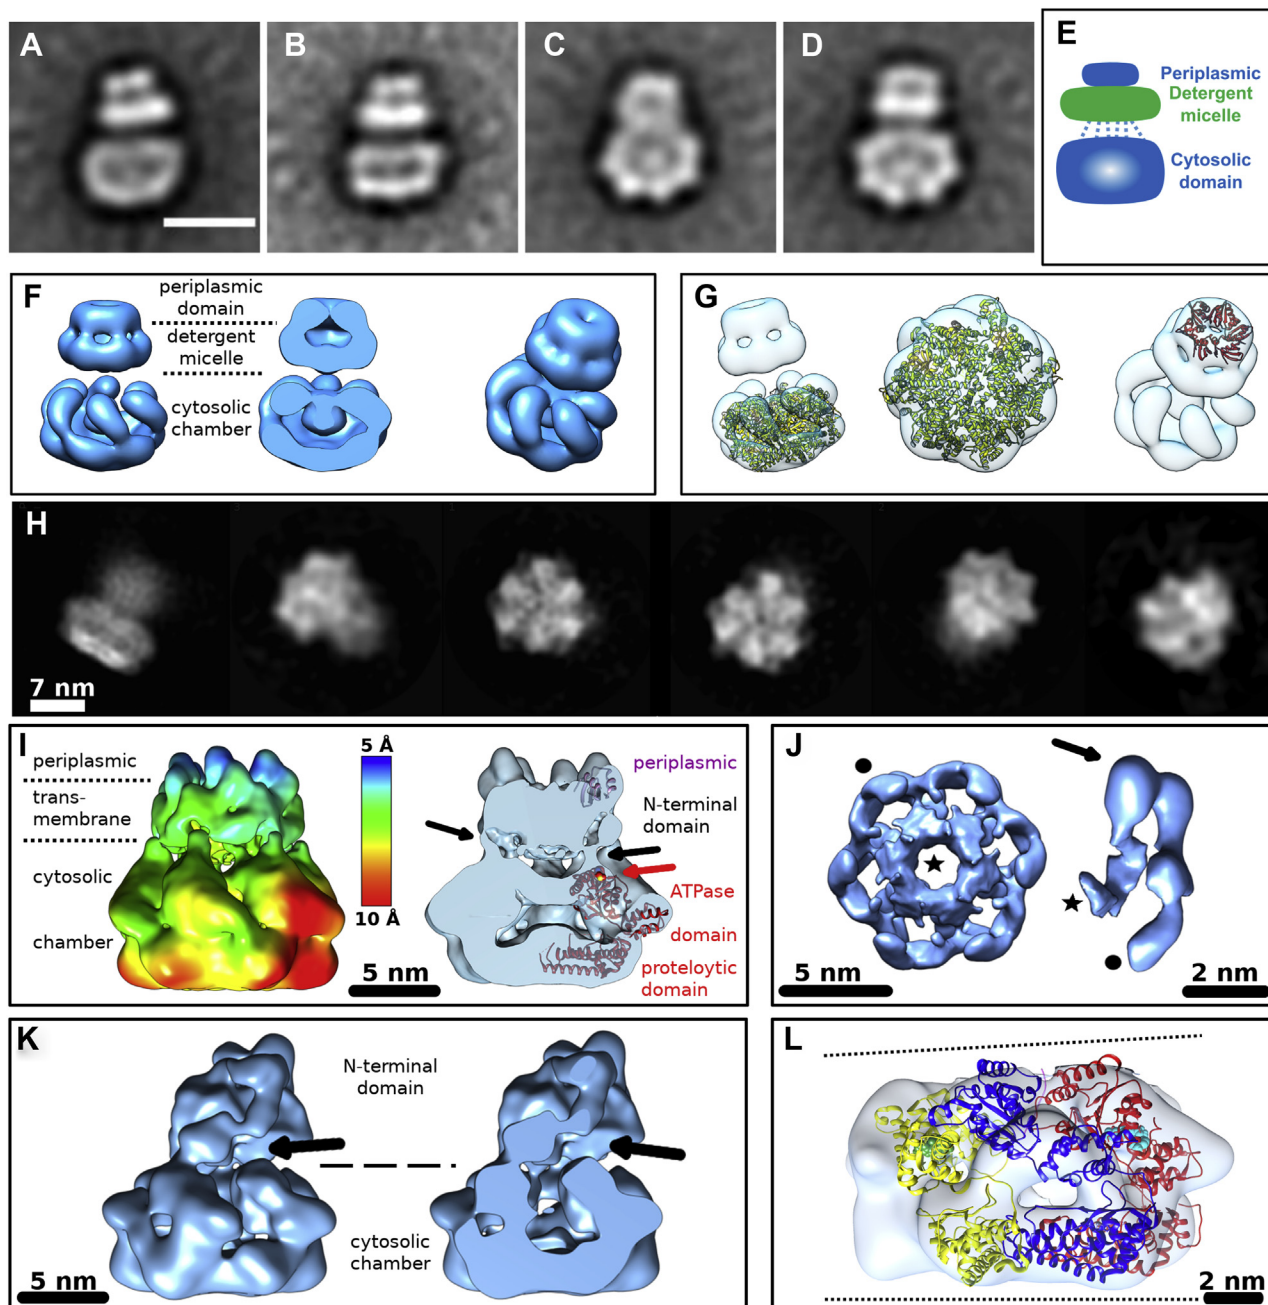 A
B
C
D
E
Periplasmic
Detergent
micelle
Cytosolic
domain
F
periplasmic
domain
detergent
micelle
cytosolic
chamber
G
H
7 nm
I
periplasmic
trans-
membrane
cytosolic
chamber
5 Å
10 Å
periplasmic
N-terminal
domain
ATPase
domain
proteloytic
domain
5 nm
J
5 nm
2 nm
K
N-terminal
domain
cytosolic
chamber
5 nm
L
2 nm